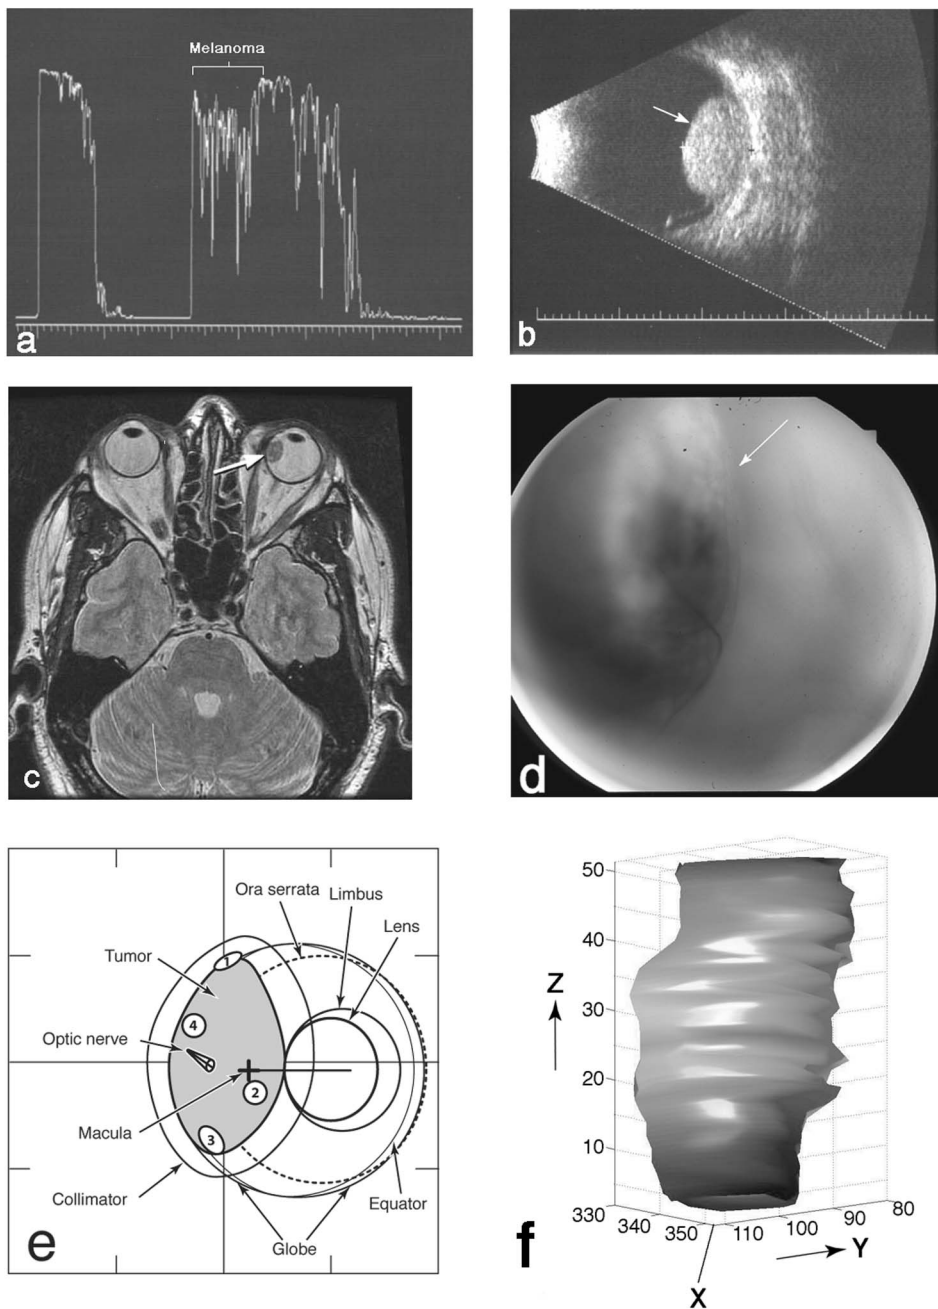 Melanoma
a
b
c
d
Ora serrata
Limbus
Lens
Tumor
1
4
Optic nerve
2
Macula
3
Collimator
Equator
Globe
e
50
40
Z
30
20
10
330
340
350
110
100
90
80
Y
X
f